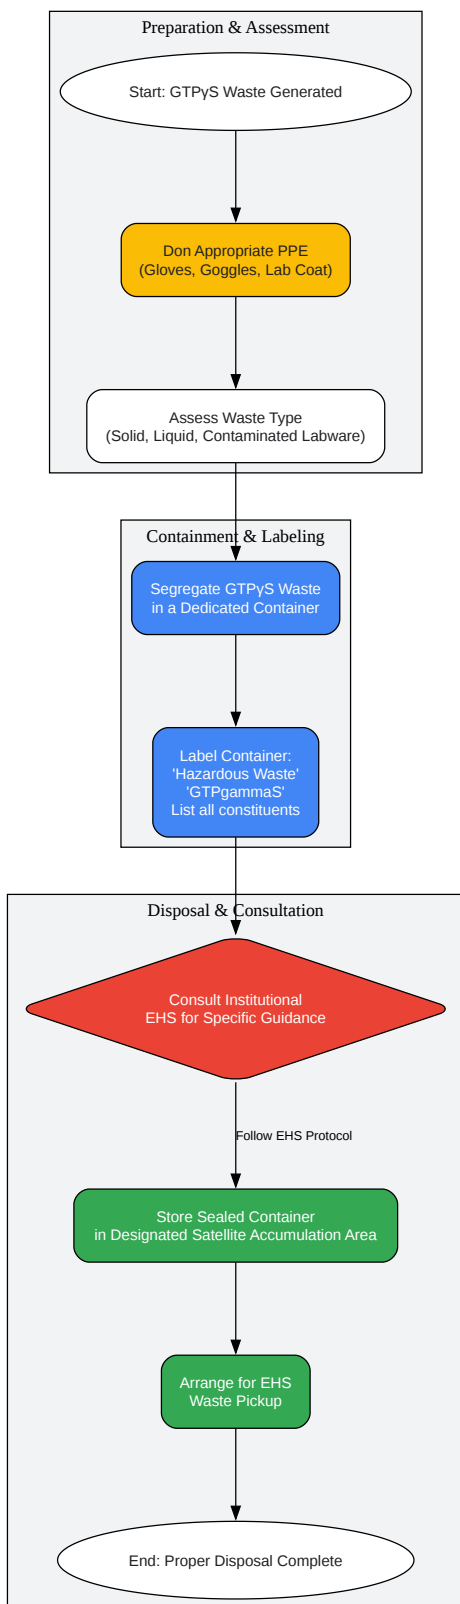 Preparation & Assessment
Start: GTPγS Waste Generated
Don Appropriate PPE
(Gloves, Goggles, Lab Coat)
Assess Waste Type
(Solid, Liquid, Contaminated Labware)
Containment & Labeling
Segregate GTPγS Waste
in a Dedicated Container
Label Container:
'Hazardous Waste'
'GTPgammaS'
List all constituents
Disposal & Consultation
Consult Institutional
EHS for Specific Guidance
Follow EHS Protocol
Store Sealed Container
in Designated Satellite Accumulation Area
Arrange for EHS
Waste Pickup
End: Proper Disposal Complete